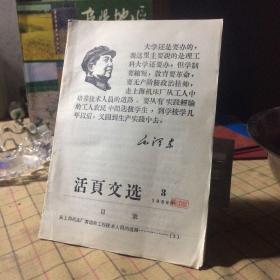 大学还是要办的，
我这里主要说的是理工
科大学还要办，但学制
要缩短，教育要革命，
要无产阶级政治挂帅，
走上海机床厂从工人中
培养技术人员的道路。要从有实践经验
的工人农民中间选拔学生，到学校学几
年以后，又回到生产实践中去。
毛泽东
活頁文选 3
目录
从上海机床厂看培养工程技术人员的道路 (1)